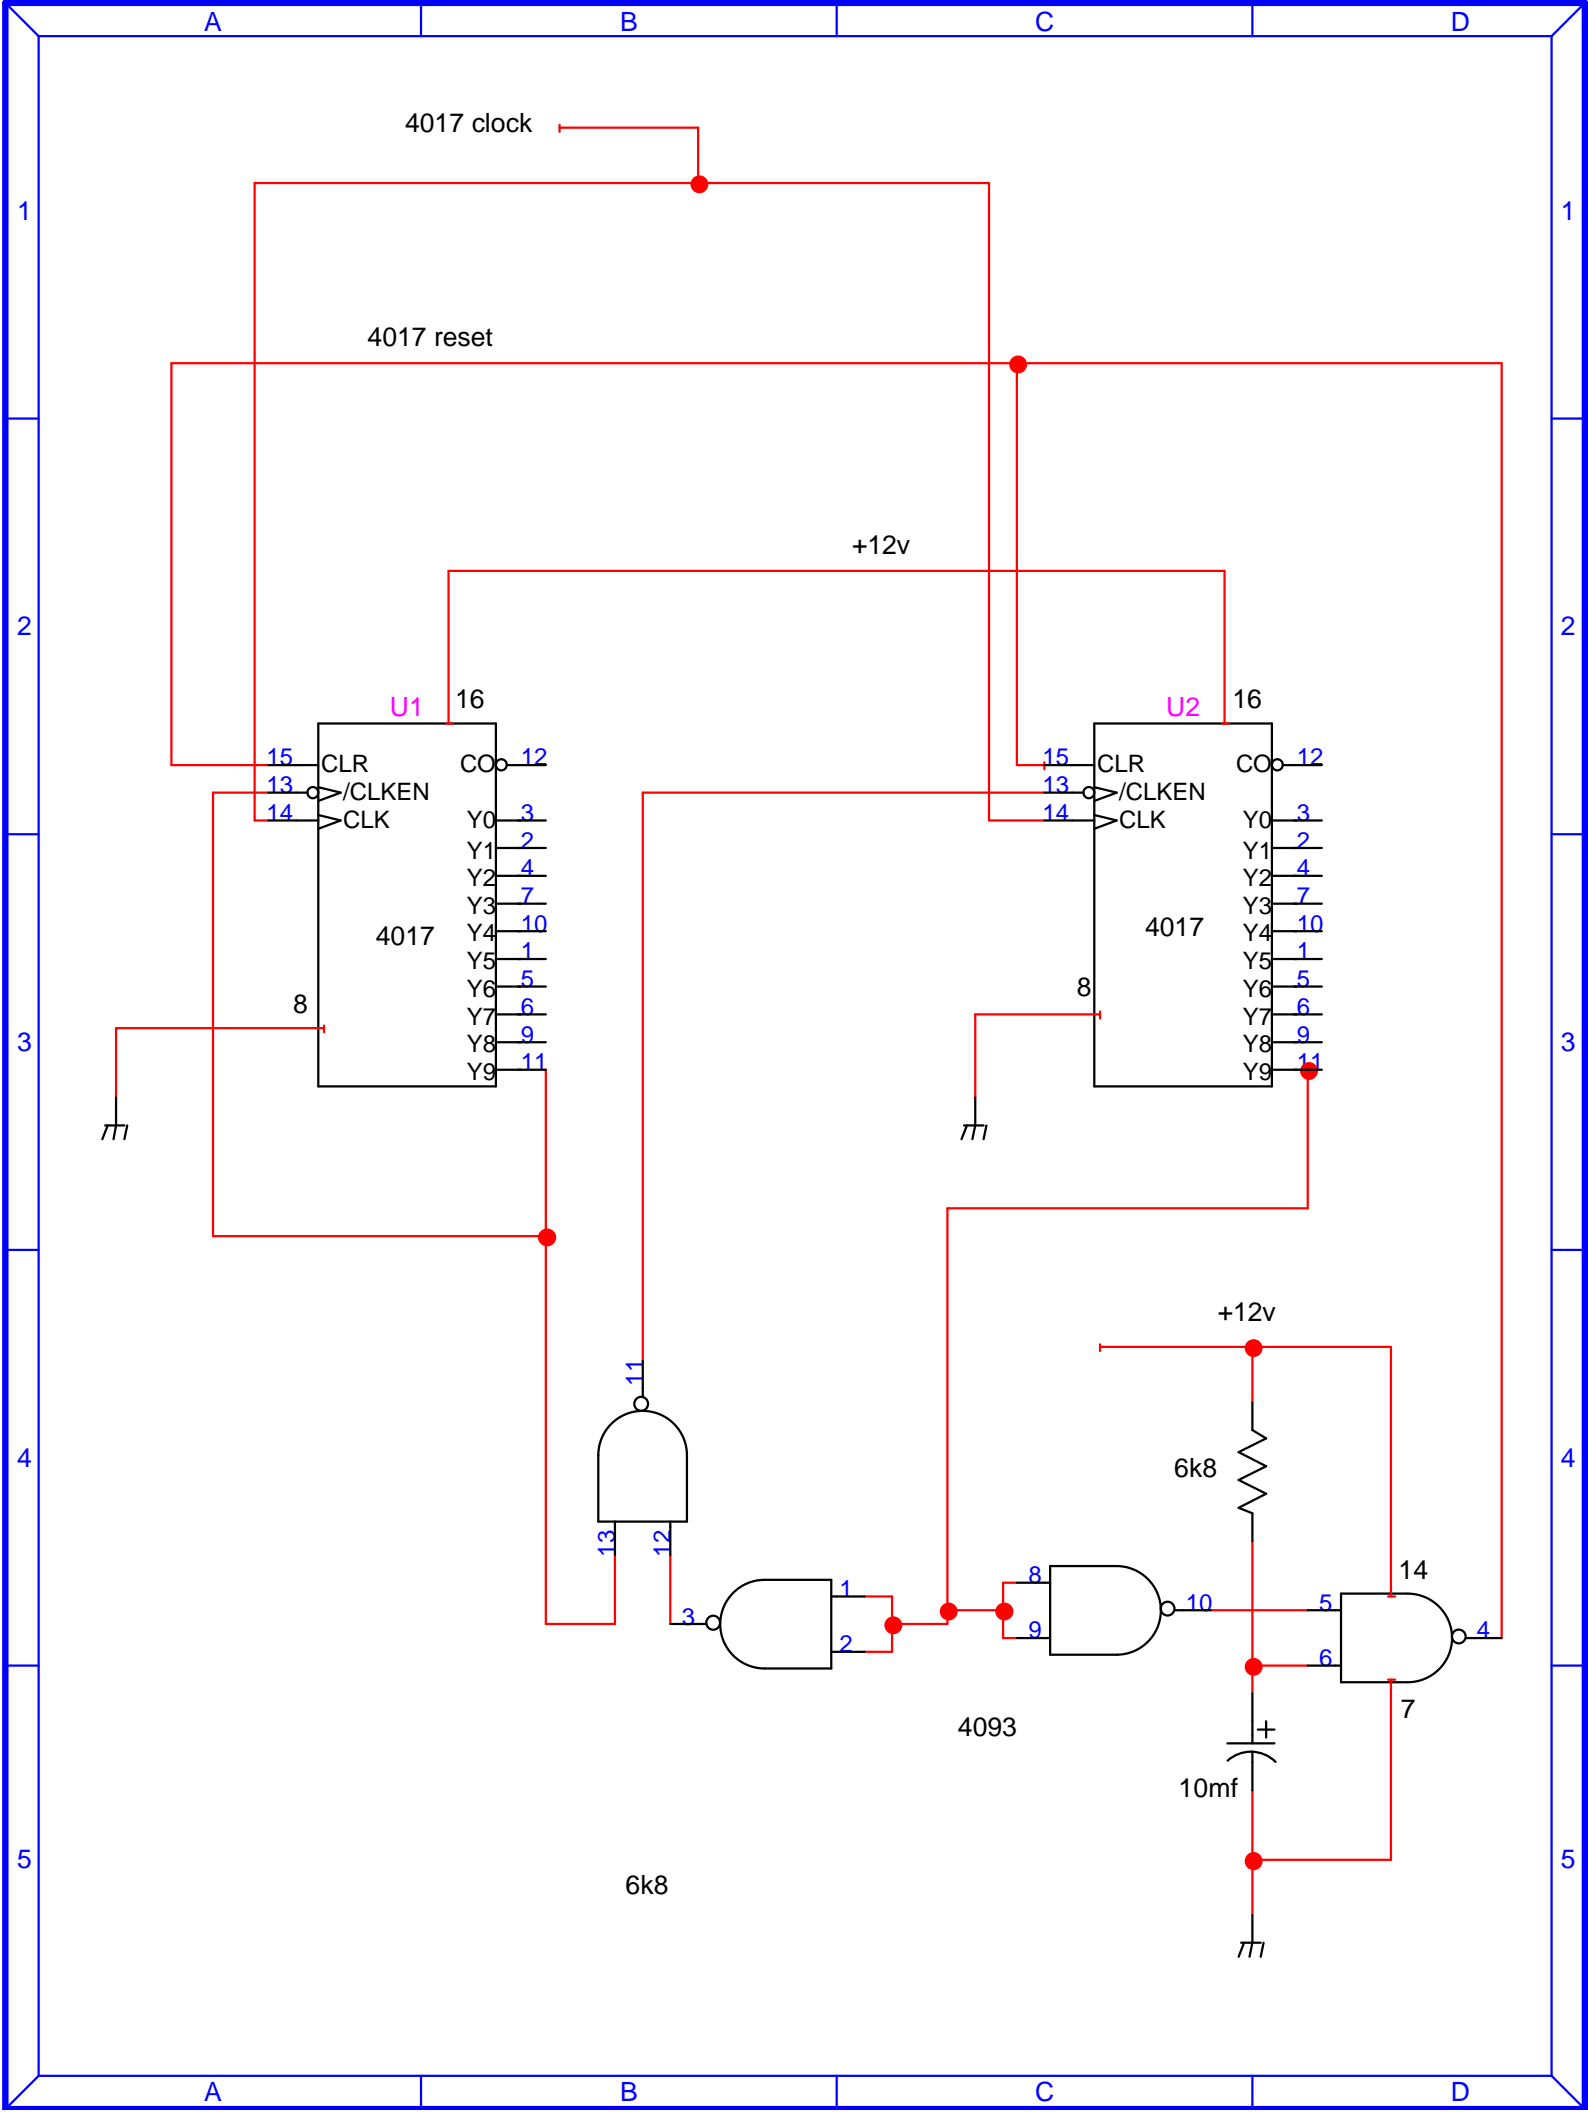 A B C D
4017 clock
1 1
4017 reset
+12v
2 2
U1 16 U2 16
15 CLR CO 12 15 CLR CO 12
13 /CLKEN 13 /CLKEN
14 CLK Y0 3 14 CLK Y0 3
Y1 2 Y1 2
Y2 4 Y2 4
Y3 7 Y3 7
4017 Y4 10 4017 Y4 10
Y5 1 Y5 1
8 Y6 5 8 Y6 5
Y7 6 Y7 6
3 Y8 9 Y8 9 3
Y9 11 Y9 11
+12v
11
4 6k8 4
13 12 14
1 8 10 5
3 4
2 9 6
4093 7
+
10mf
5 5
6k8
A B C D